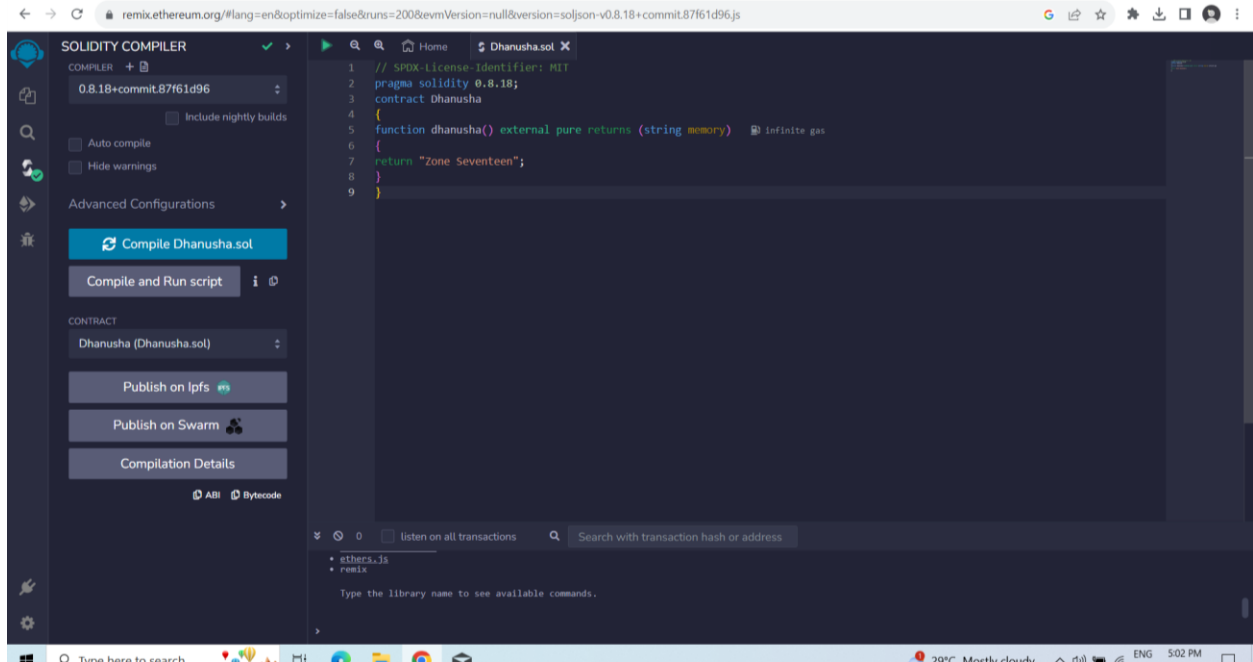 remix.ethereum.org/#lang=en&optimize=false&runs=200&evmVersion=null&version=soljson-v0.8.18+commit.87f61d96.js
SOLIDITY COMPILER
COMPILER
0.8.18+commit.87f61d96
Include nightly builds
Auto compile
Hide warnings
Advanced Configurations
Compile Dhanusha.sol
Compile and Run script
CONTRACT
Dhanusha (Dhanusha.sol)
Publish on Ipfs
Publish on Swarm
Compilation Details
ABI Bytecode
Home Dhanusha.sol
1 // SPDX-License-Identifier: MIT
2 pragma solidity 0.8.18;
3 contract Dhanusha
4 {
5 function dhanusha() external pure returns (string memory) infinite gas
6 {
7 return "Zone Seventeen";
8 }
9 }
0 listen on all transactions Search with transaction hash or address
ethers.js
remix
Type the library name to see available commands.
>
Type here to search 29°C Mostly cloudy ENG 5:02 PM